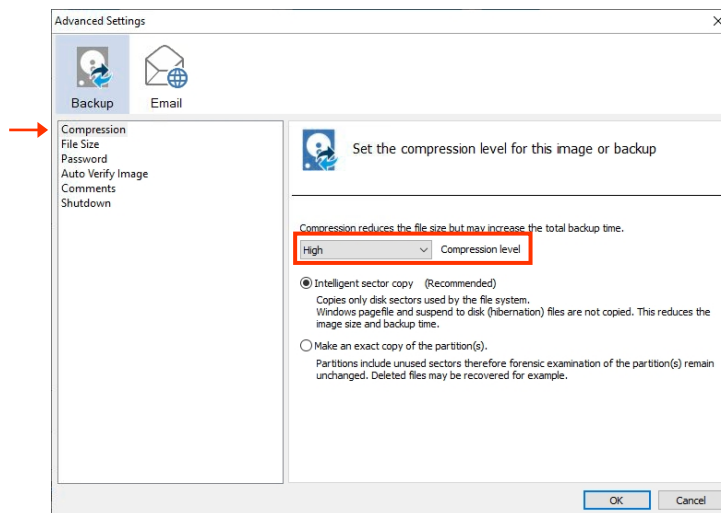 Advanced Settings
Backup
Email
Compression
File Size
Password
Auto Verify Image
Comments
Shutdown
Set the compression level for this image or backup
Compression reduces the file size but may increase the total backup time.
High Compression level
Intelligent sector copy (Recommended)
Copies only disk sectors used by the file system.
Windows pagefile and suspend to disk (hibernation) files are not copied. This reduces the
image size and backup time.
Make an exact copy of the partition(s).
Partitions include unused sectors therefore forensic examination of the partition(s) remain
unchanged. Deleted files may be recovered for example.
OK Cancel